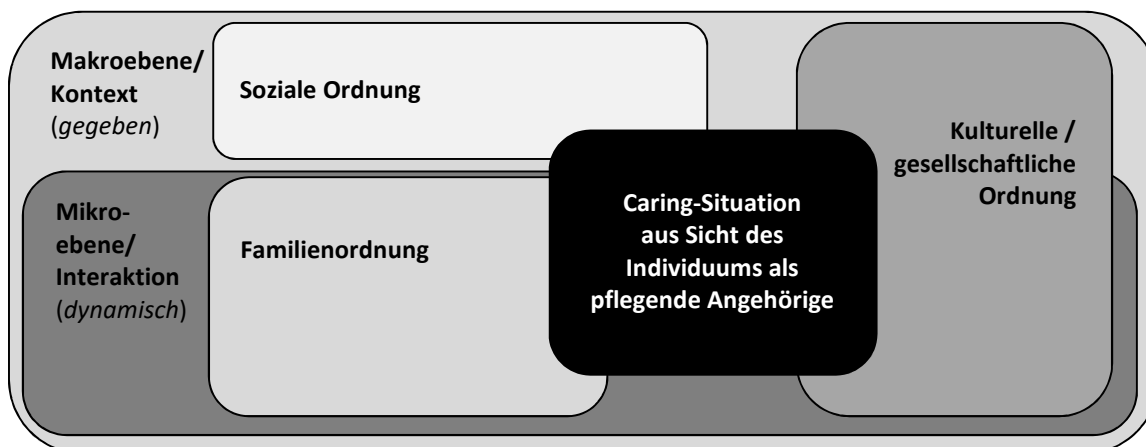 Makroebene/
Kontext
(gegeben)
Soziale Ordnung
Kulturelle /
gesellschaftliche
Ordnung
Mikro-
ebene/
Interaktion
(dynamisch)
Familienordnung
Caring-Situation
aus Sicht des
Individuums als
pflegende Angehörige